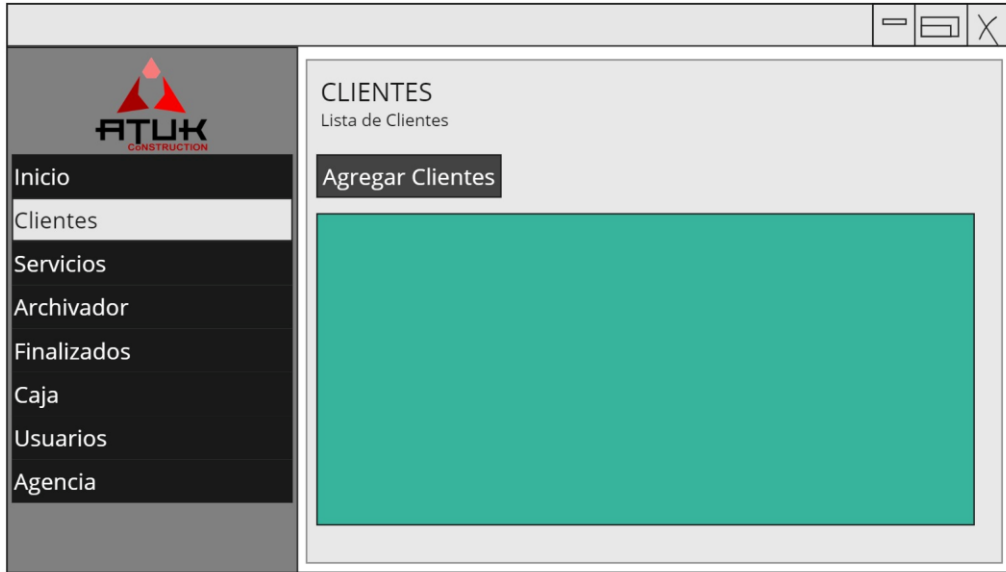 ATUK
CONSTRUCTION
Inicio
Clientes
Servicios
Archivador
Finalizados
Caja
Usuarios
Agencia
CLIENTES
Lista de Clientes
Agregar Clientes